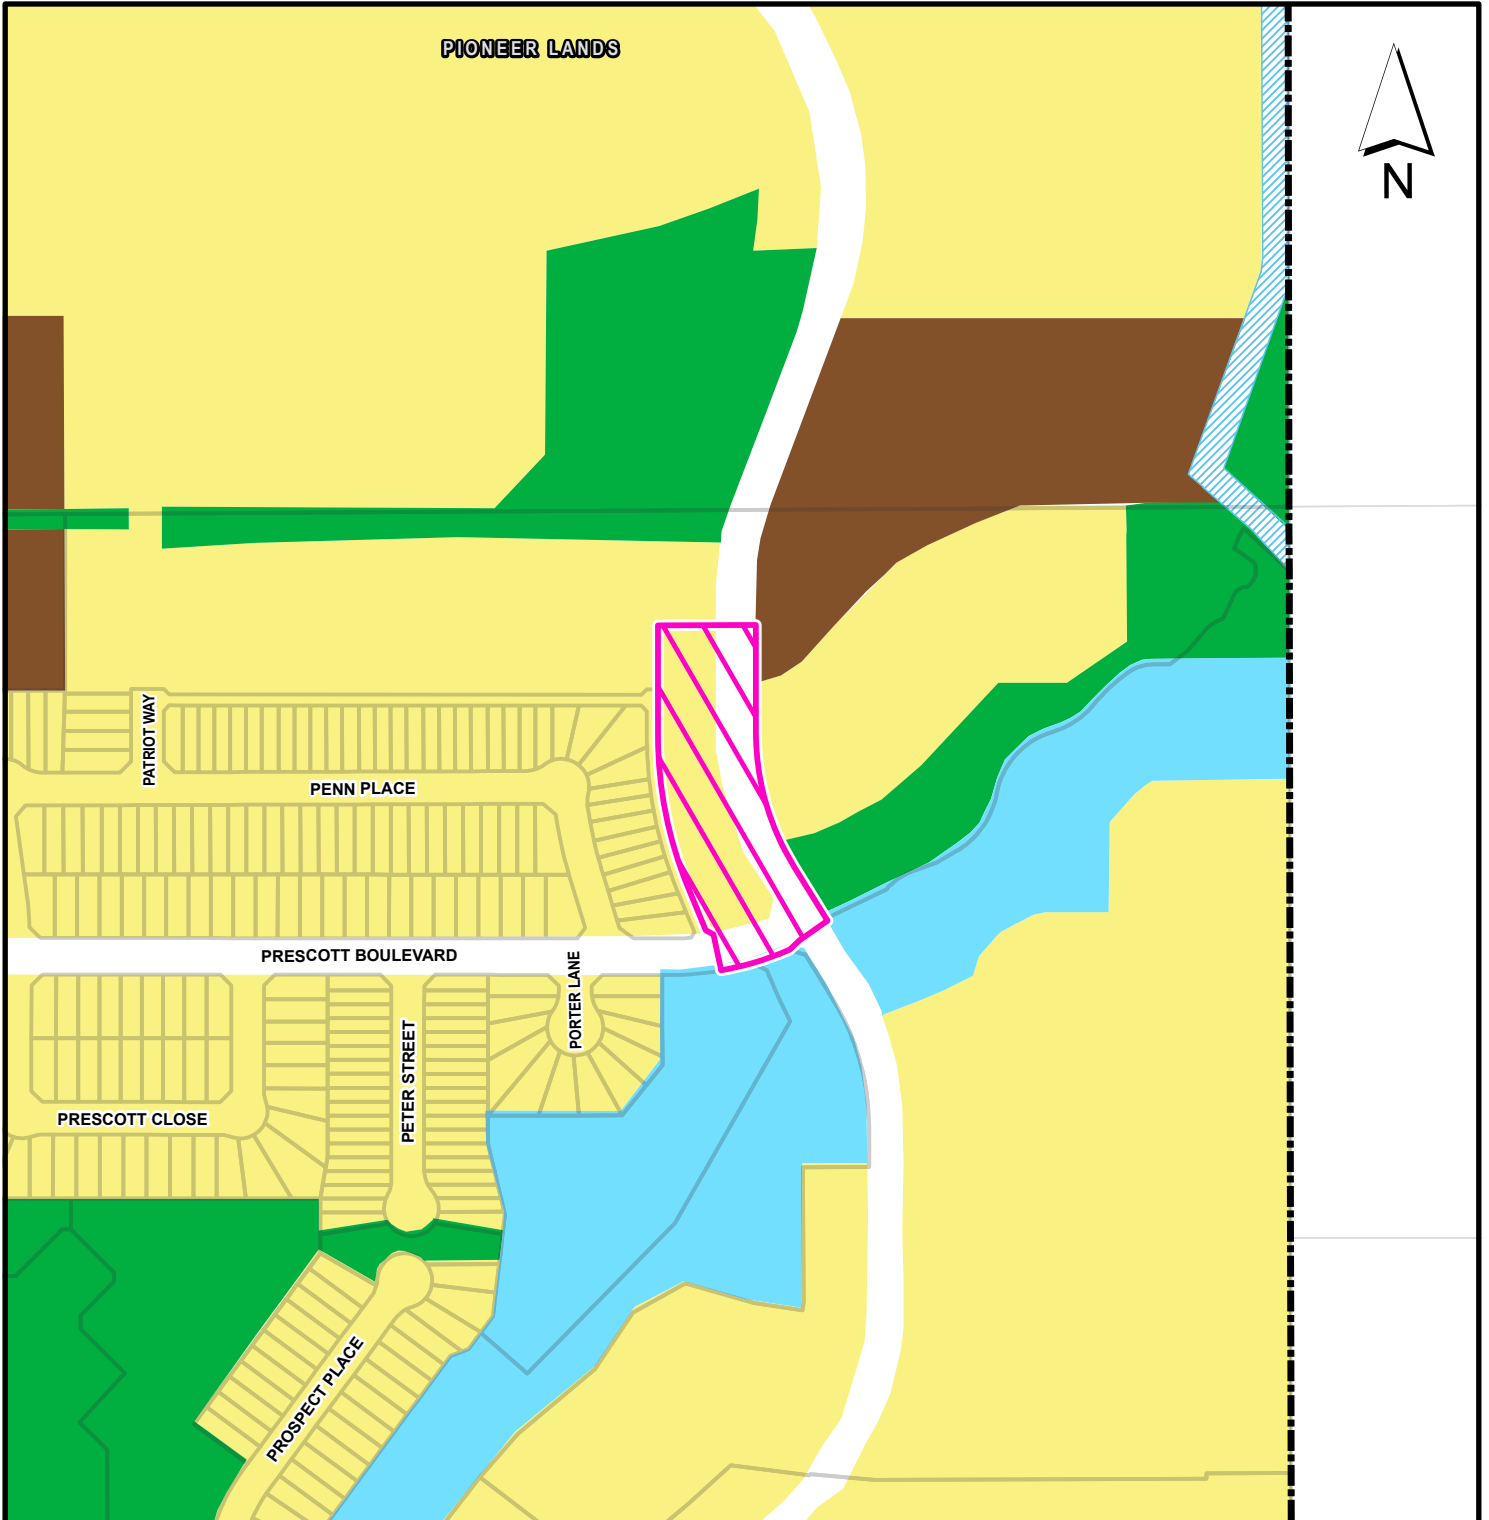 PIONEER LANDS
N
PATRIOT WAY
PENN PLACE
PRESCOTT BOULEVARD
PORTER LANE
PETER STREET
PRESCOTT CLOSE
PROSPECT PLACE